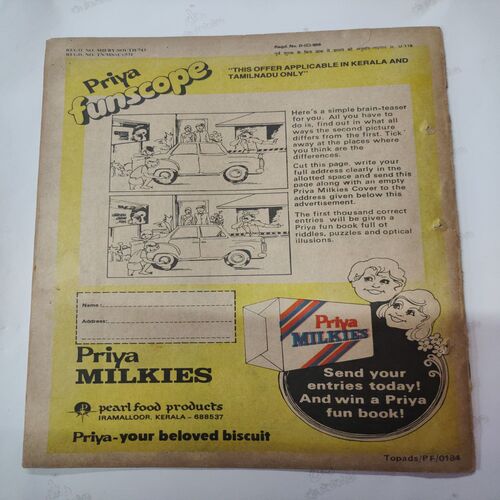 Regd. No. D-(C)-886
Priya
funscope
"THIS OFFER APPLICABLE IN KERALA AND
TAMILNADU ONLY"
Here's a simple brain-teaser
for you. All you have to
do is, find out in what all
ways the second picture
differs from the first. Tick
away at the places where
you think are the
differences.
Cut this page, write your
full address clearly in the
allotted space and send this
page along with an empty
Priya Milkies Cover to the
address given below this
advertisement.
The first thousand correct
entries will be given a
Priya fun book full of
riddles, puzzles and optical
illusions.
Name:
Address:
Priya
MILKIES
Priya
MILKIES
pearl food products
IRAMALLOOR, KERALA – 688537
Priya-your beloved biscuit
Send your
entries today!
And win a Priya
fun book!
Topads/PF/0184